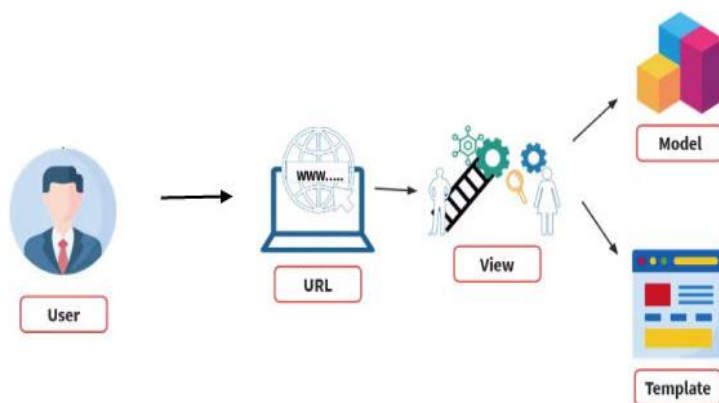 User
WWW.....
URL
View
Model
Template